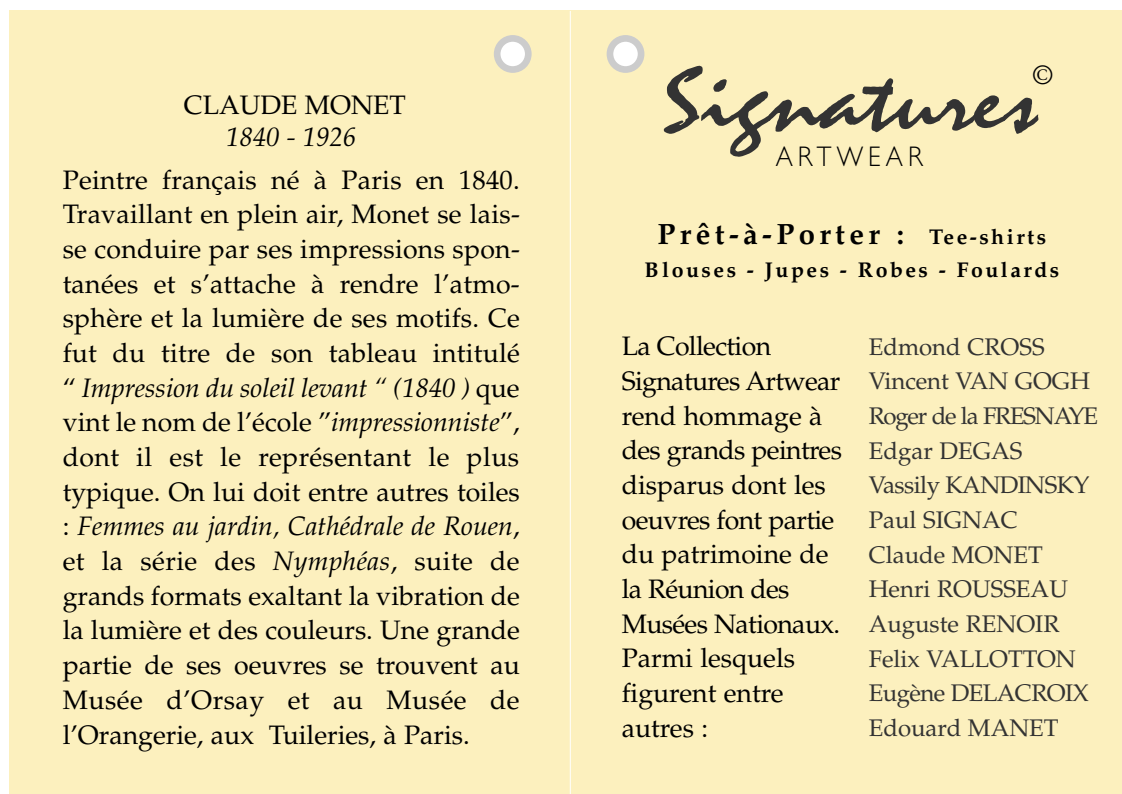 CLAUDE MONET
1840 - 1926
Peintre français né à Paris en 1840.
Travaillant en plein air, Monet se lais-
se conduire par ses impressions spon-
tanées et s’attache à rendre l’atmo-
sphère et la lumière de ses motifs. Ce
fut du titre de son tableau intitulé
“ Impression du soleil levant “ (1840 ) que
vint le nom de l’école ”impressionniste”,
dont il est le représentant le plus
typique. On lui doit entre autres toiles
: Femmes au jardin, Cathédrale de Rouen,
et la série des Nymphéas, suite de
grands formats exaltant la vibration de
la lumière et des couleurs. Une grande
partie de ses oeuvres se trouvent au
Musée d’Orsay et au Musée de
l’Orangerie, aux Tuileries, à Paris.
Signatures ©
ARTWEAR
Prêt-à-Porter : Tee-shirts
Blouses - Jupes - Robes - Foulards
La Collection
Signatures Artwear
rend hommage à
des grands peintres
disparus dont les
oeuvres font partie
du patrimoine de
la Réunion des
Musées Nationaux.
Parmi lesquels
figurent entre
autres :
Edmond CROSS
Vincent VAN GOGH
Roger de la FRESNAYE
Edgar DEGAS
Vassily KANDINSKY
Paul SIGNAC
Claude MONET
Henri ROUSSEAU
Auguste RENOIR
Felix VALLOTTON
Eugène DELACROIX
Edouard MANET